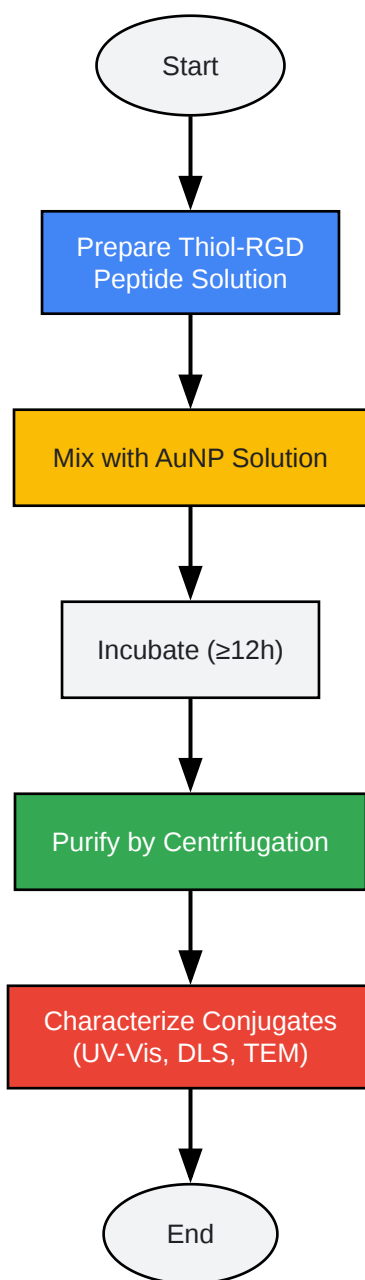 Start
Prepare Thiol-RGD
Peptide Solution
Mix with AuNP Solution
Incubate (≥12h)
Purify by Centrifugation
Characterize Conjugates
(UV-Vis, DLS, TEM)
End